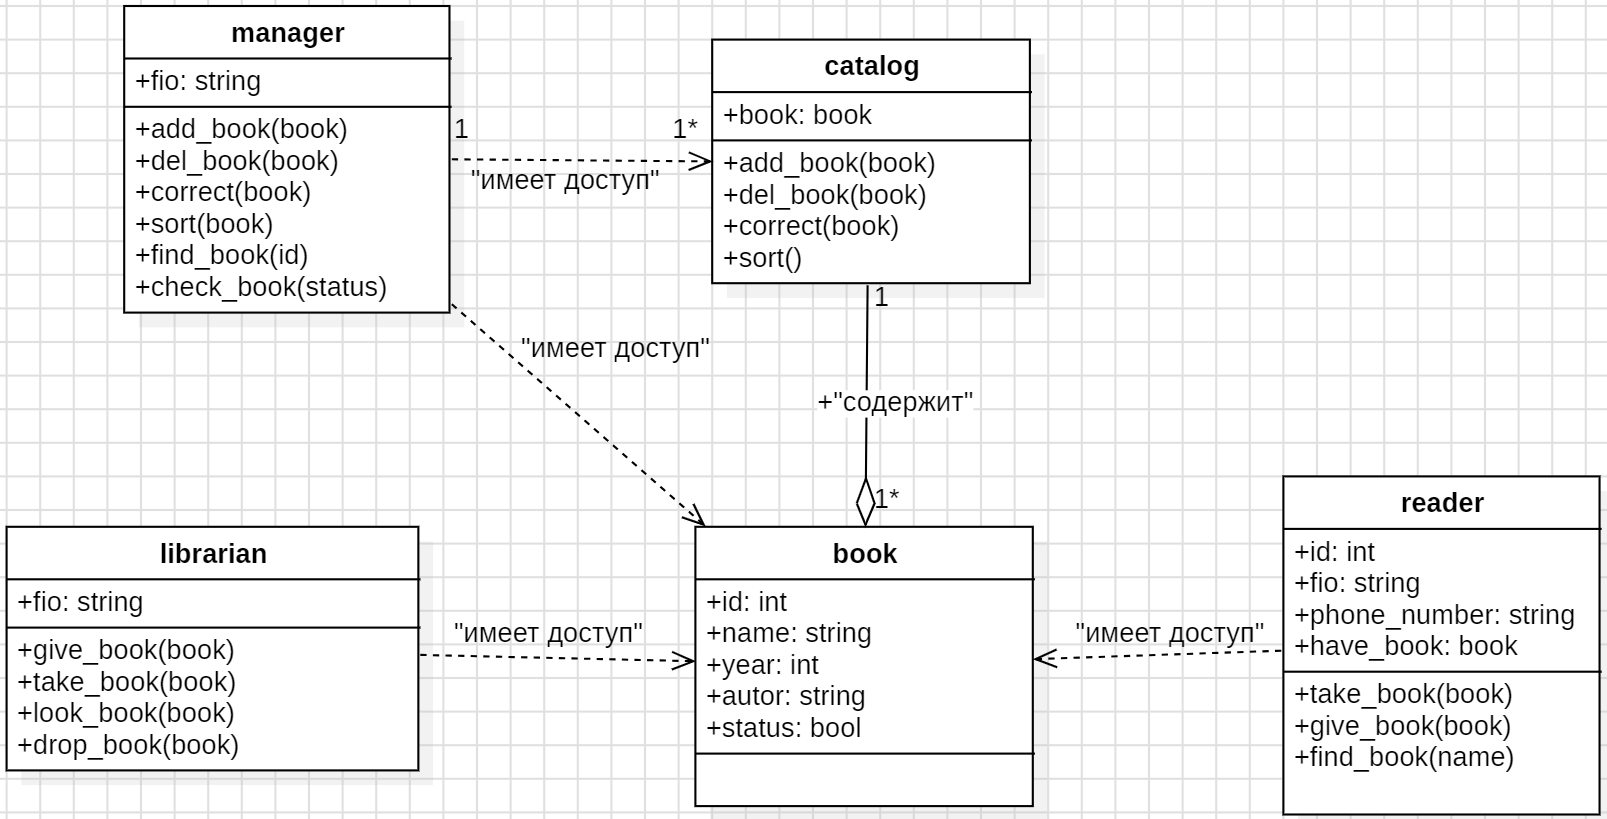 manager
+fio: string
+add_book(book)
+del_book(book)
+correct(book)
+sort(book)
+find_book(id)
+check_book(status)
1
1*
"имеет доступ"
catalog
+book: book
+add_book(book)
+del_book(book)
+correct(book)
+sort()
1
"имеет доступ"
+"содержит"
1*
librarian
+fio: string
+give_book(book)
+take_book(book)
+look_book(book)
+drop_book(book)
"имеет доступ"
book
+id: int
+name: string
+year: int
+autor: string
+status: bool
"имеет доступ"
reader
+id: int
+fio: string
+phone_number: string
+have_book: book
+take_book(book)
+give_book(book)
+find_book(name)